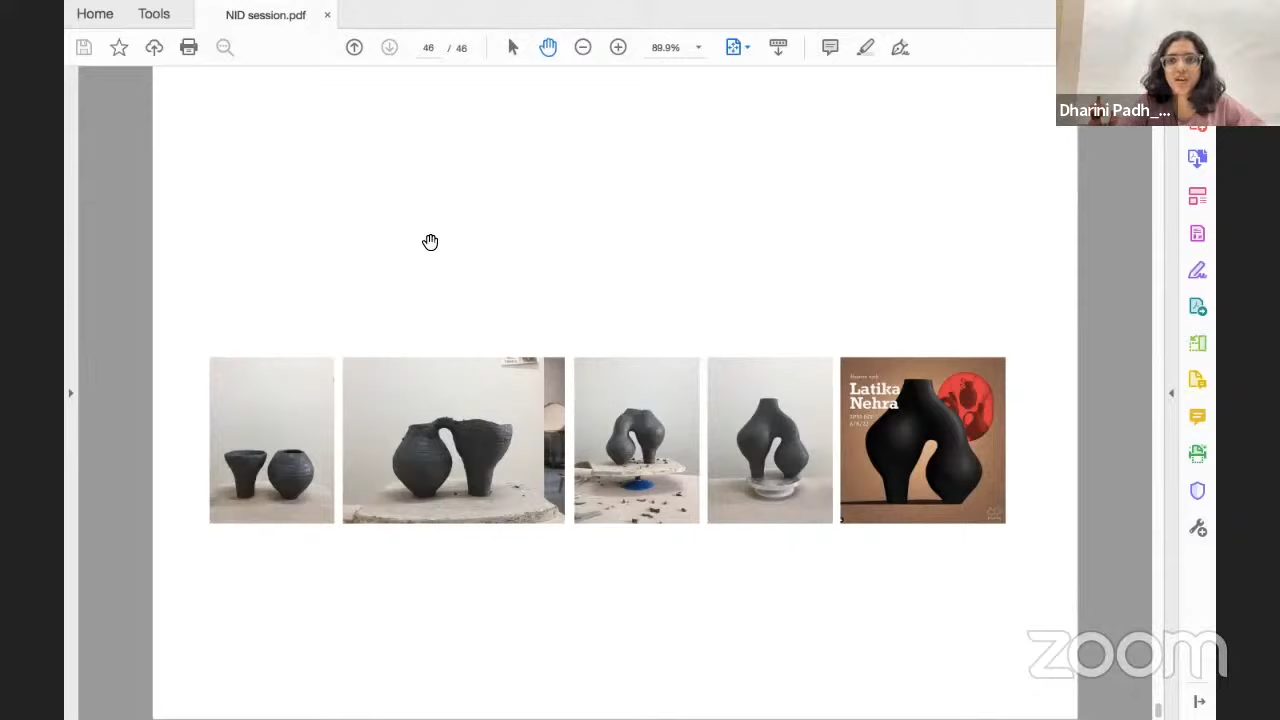 Home
Tools
NID session.pdf
46 / 46
89.9%
Dharini Padh_...
Latika
Nehra
zoom